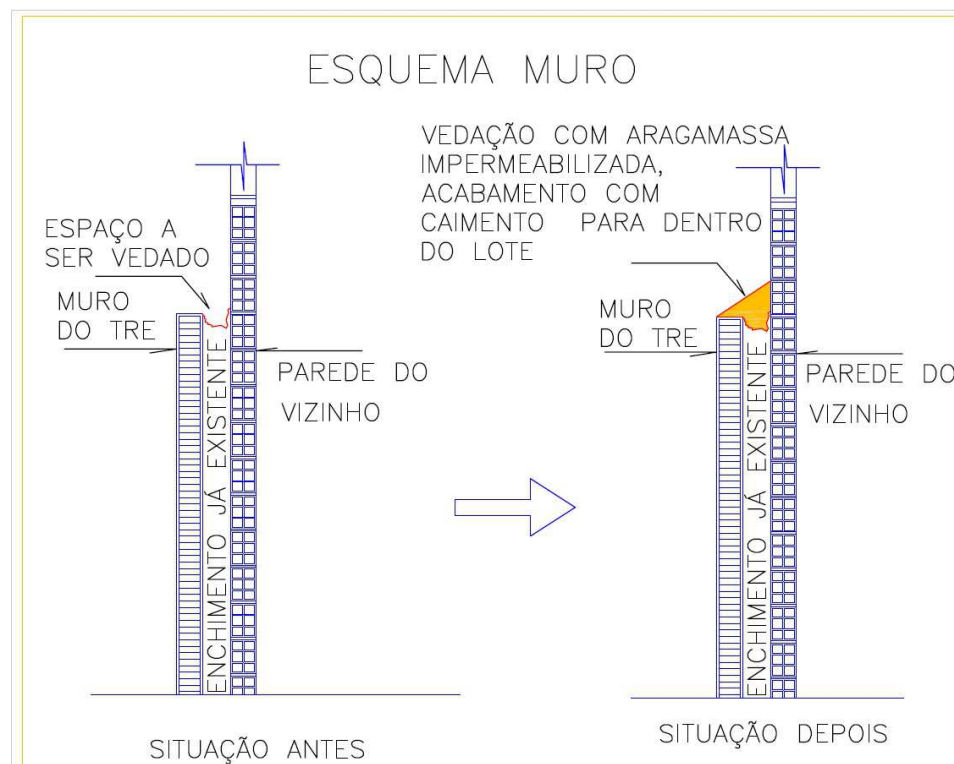 ESQUEMA MURO
ESPAÇO A
SER VEDADO
MURO
DO TRE
ENCHIMENTO JÁ EXISTENTE
PAREDE DO
VIZINHO
SITUAÇÃO ANTES
VEDAÇÃO COM ARAGAMASSA
IMPERMEABILIZADA,
ACABAMENTO COM
CAIMENTO PARA DENTRO
DO LOTE
MURO
DO TRE
ENCHIMENTO JÁ EXISTENTE
PAREDE DO
VIZINHO
SITUAÇÃO DEPOIS